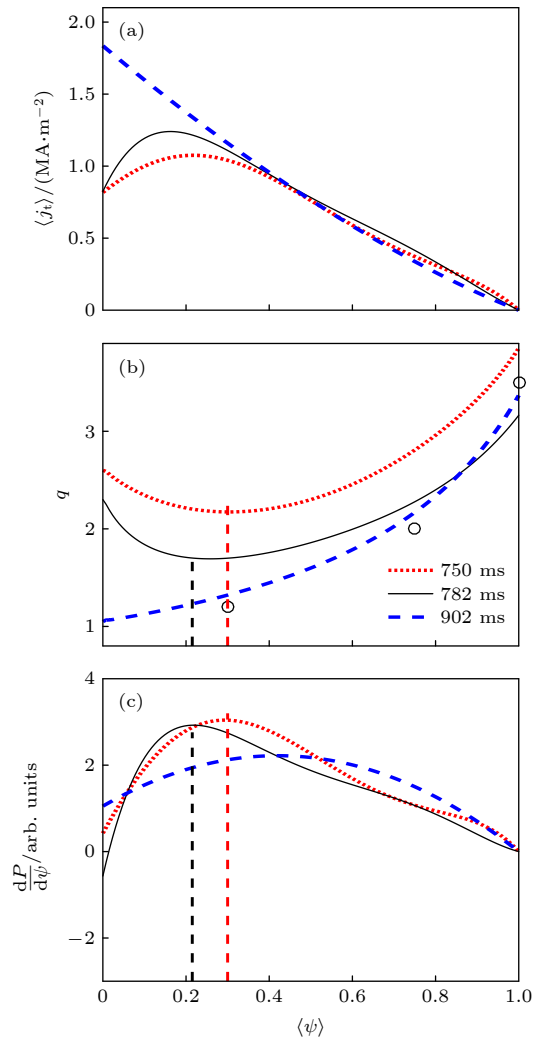 (a)
2.0
1.5
1.0
0.5
0
⟨jt⟩/(MA·m−2)
(b)
3
2
1
q
750 ms
782 ms
902 ms
(c)
4
2
0
−2
dP/dψ/arb. units
0
0.2
0.4
0.6
0.8
1.0
⟨ψ⟩